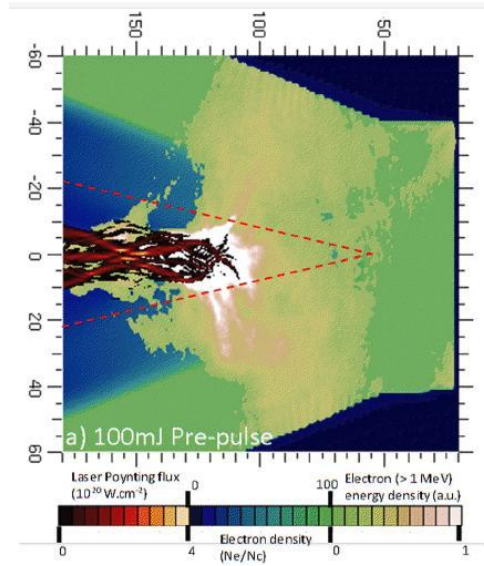 150 100 50
-60
-40
-20
0
20
40
60
a) 100mJ Pre-pulse
Laser Poynting flux
(10²⁰ W.cm⁻²)
0 100
Electron (> 1 MeV)
energy density (a.u.)
0 4 0 1
Electron density
(Ne/Nc)